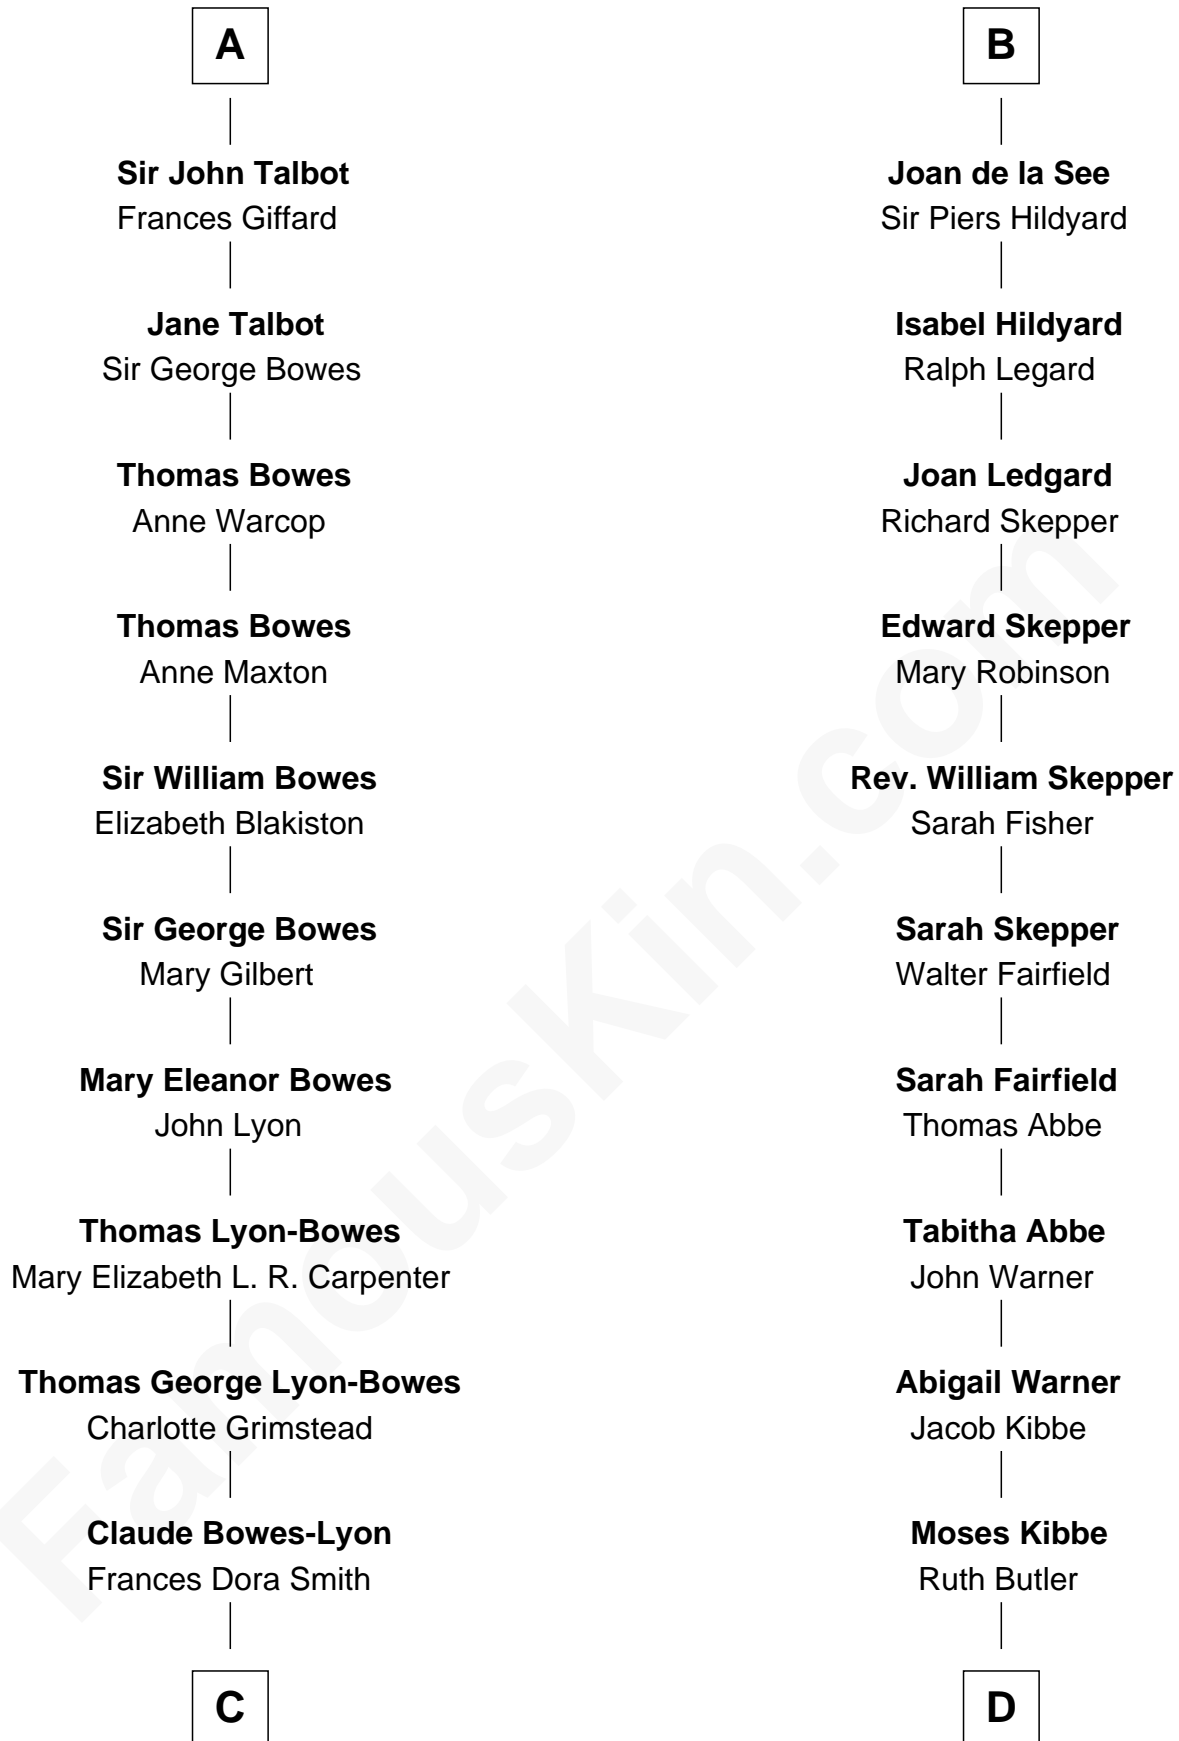 A
Sir John Talbot
Frances Giffard
Jane Talbot
Sir George Bowes
Thomas Bowes
Anne Warcop
Thomas Bowes
Anne Maxton
Sir William Bowes
Elizabeth Blakiston
Sir George Bowes
Mary Gilbert
Mary Eleanor Bowes
John Lyon
Thomas Lyon-Bowes
Mary Elizabeth L. R. Carpenter
Thomas George Lyon-Bowes
Charlotte Grimstead
Claude Bowes-Lyon
Frances Dora Smith
C
B
Joan de la See
Sir Piers Hildyard
Isabel Hildyard
Ralph Legard
Joan Ledgard
Richard Skepper
Edward Skepper
Mary Robinson
Rev. William Skepper
Sarah Fisher
Sarah Skepper
Walter Fairfield
Sarah Fairfield
Thomas Abbe
Tabitha Abbe
John Warner
Abigail Warner
Jacob Kibbe
Moses Kibbe
Ruth Butler
D
FamousKin.com